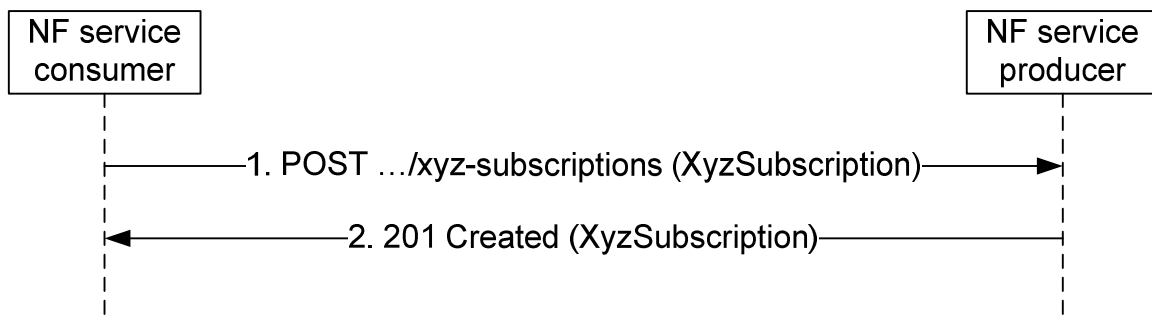 NF service
consumer
NF service
producer
1. POST …/xyz-subscriptions (XyzSubscription)
2. 201 Created (XyzSubscription)